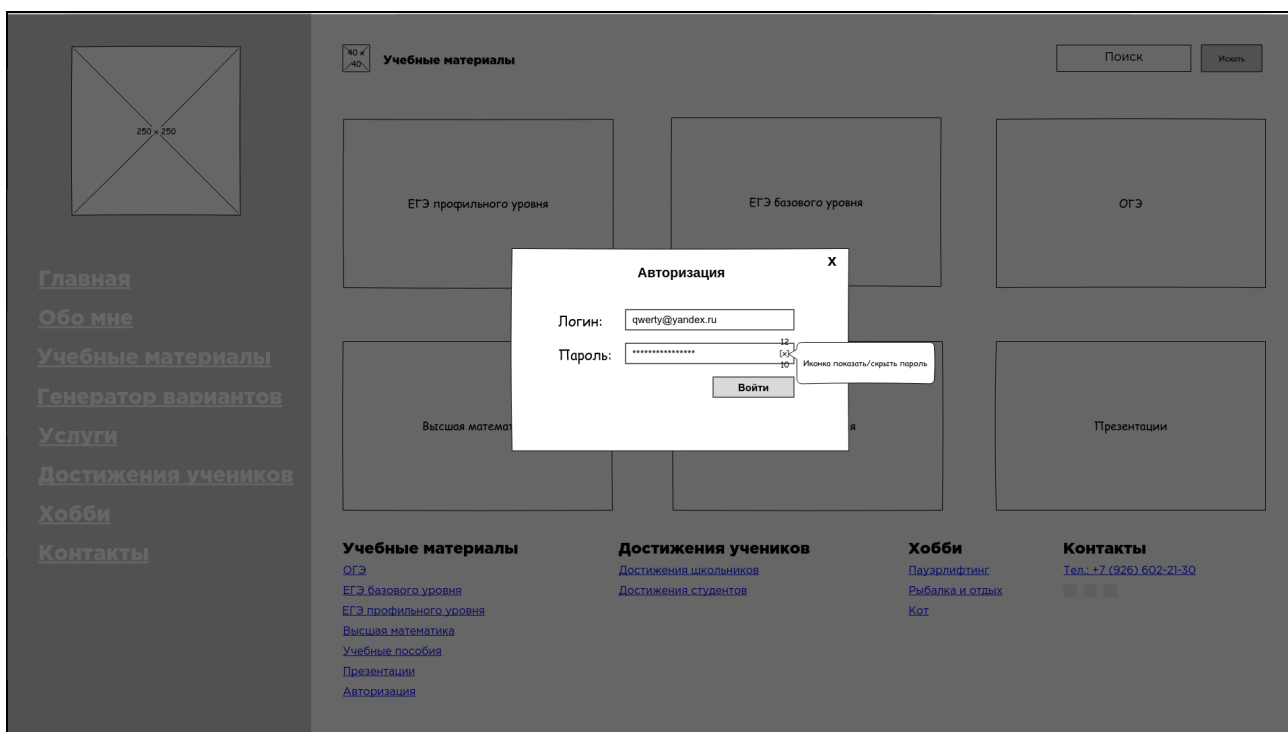 250 x 250
Главная
Обо мне
Учебные материалы
Генератор вариантов
Услуги
Достижения учеников
Хобби
Контакты
40 x
40
Учебные материалы
Поиск
Искать
ЕГЭ профильного уровня
ЕГЭ базового уровня
ОГЭ
Авторизация
X
Логин:
qwerty@yandex.ru
Пароль:
****************
12
[x]
10
Иконка показать/скрыть пароль
Войти
Высшая математ
я
Презентации
Учебные материалы
ОГЭ
ЕГЭ базового уровня
ЕГЭ профильного уровня
Высшая математика
Учебные пособия
Презентации
Авторизация
Достижения учеников
Достижения школьников
Достижения студентов
Хобби
Пауэрлифтинг
Рыбалка и отдых
Кот
Контакты
Тел.: +7 (926) 602-21-30